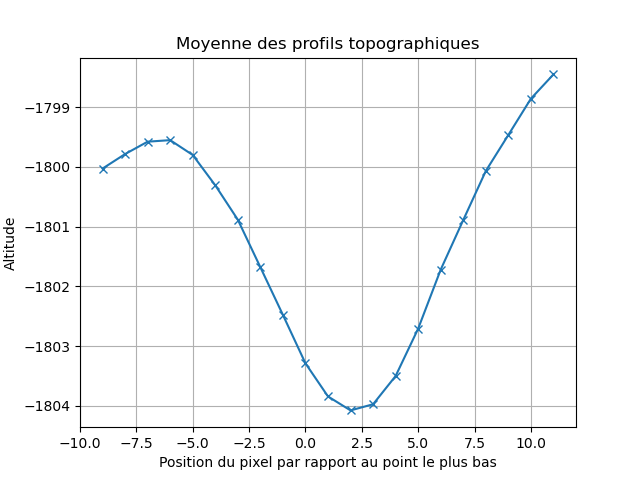 Moyenne des profils topographiques
Altitude
−1799
−1800
−1801
−1802
−1803
−1804
−10.0 −7.5 −5.0 −2.5 0.0 2.5 5.0 7.5 10.0
Position du pixel par rapport au point le plus bas